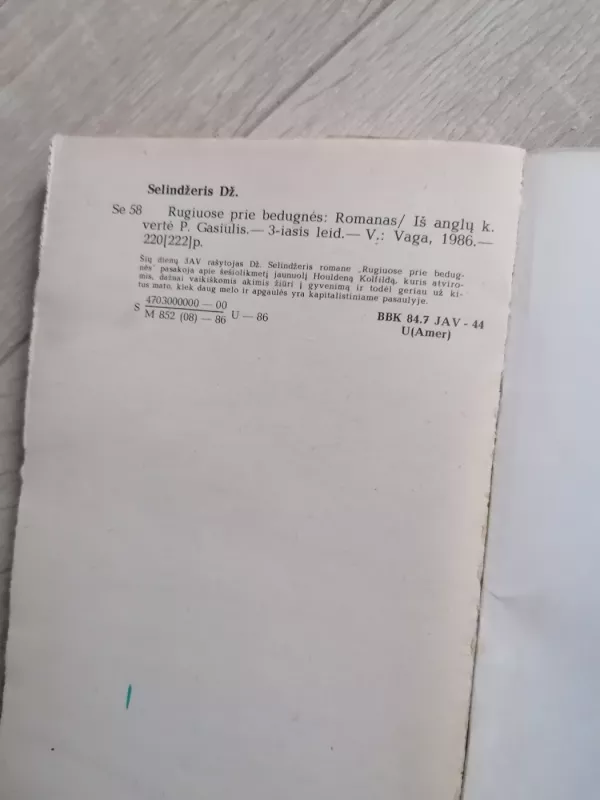 Selindžeris Dž.
Se 58 Rugiuose prie bedugnės: Romanas/ Iš anglų k.
vertė P. Gasiulis.— 3-iasis leid.— V.: Vaga, 1986.—
220[222]p.
Šių dienų JAV rašytojas Dž. Selindžeris romane „Rugiuose prie bedug-
nės" pasakoja apie šešiolikmetį jaunuolį Houldeną Kolfildą, kuris atviro-
mis, dažnai vaikiškomis akimis žiūri į gyvenimą ir todėl geriau už ki-
tus mato, kiek daug melo ir apgaulės yra kapitalistiniame pasaulyje.
S 4703000000 — 00
M 852 (08) — 86 U — 86
BBK 84.7 JAV - 44
U(Amer)